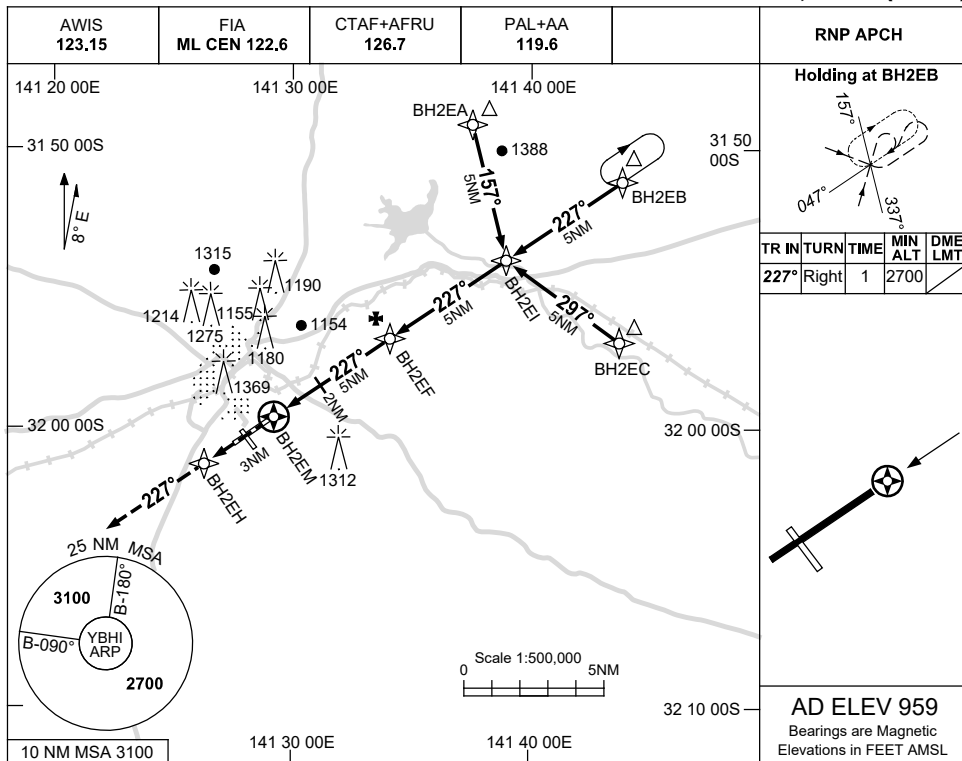 AWIS
123.15
FIA
ML CEN 122.6
CTAF+AFRU
126.7
PAL+AA
119.6
RNP APCH
141 20 00E
141 30 00E
141 40 00E
31 50 00S
31 50
00S
8° E
BH2EA
1388
157°
5NM
BH2EB
227°
5NM
BH2EI
227°
5NM
297°
5NM
BH2EC
1315
1190
1214
1155
1275
1154
1180
1369
BH2EF
227°
5NM
2NM
32 00 00S
32 00 00S
BH2EM
3NM
1312
BH2EH
227°
25 NM MSA
3100
B-180°
B-090°
YBHI
ARP
2700
Scale 1:500,000
0
5NM
32 10 00S
10 NM MSA 3100
141 30 00E
141 40 00E
Holding at BH2EB
157°
047°
337°
TR IN TURN TIME MIN ALT DME LMT
227° Right 1 2700
AD ELEV 959
Bearings are Magnetic
Elevations in FEET AMSL